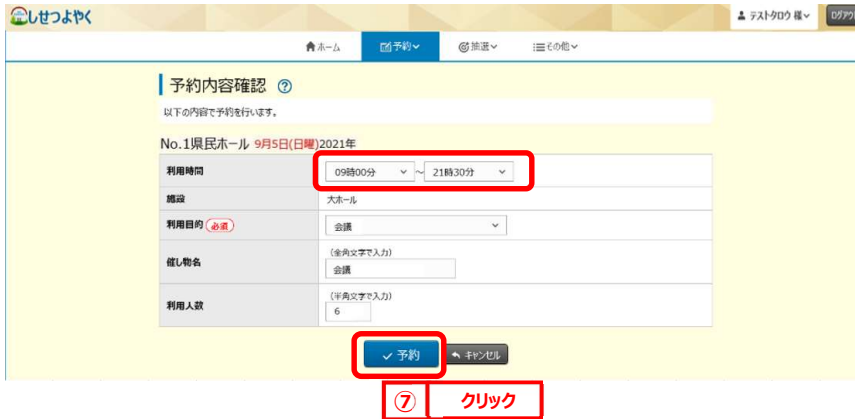 しせつよやく
テストタロウ 様
ホーム 予約 抽選 その他
予約内容確認 ?
以下の内容で予約を行います。
No.1県民ホール 9月5日(日曜)2021年
利用時間 09時00分 ～ 21時30分
施設 大ホール
利用目的 必須 会議
催し物名 (全角文字で入力)
会議
利用人数 (半角文字で入力)
6
予約 キャンセル
⑦ クリック